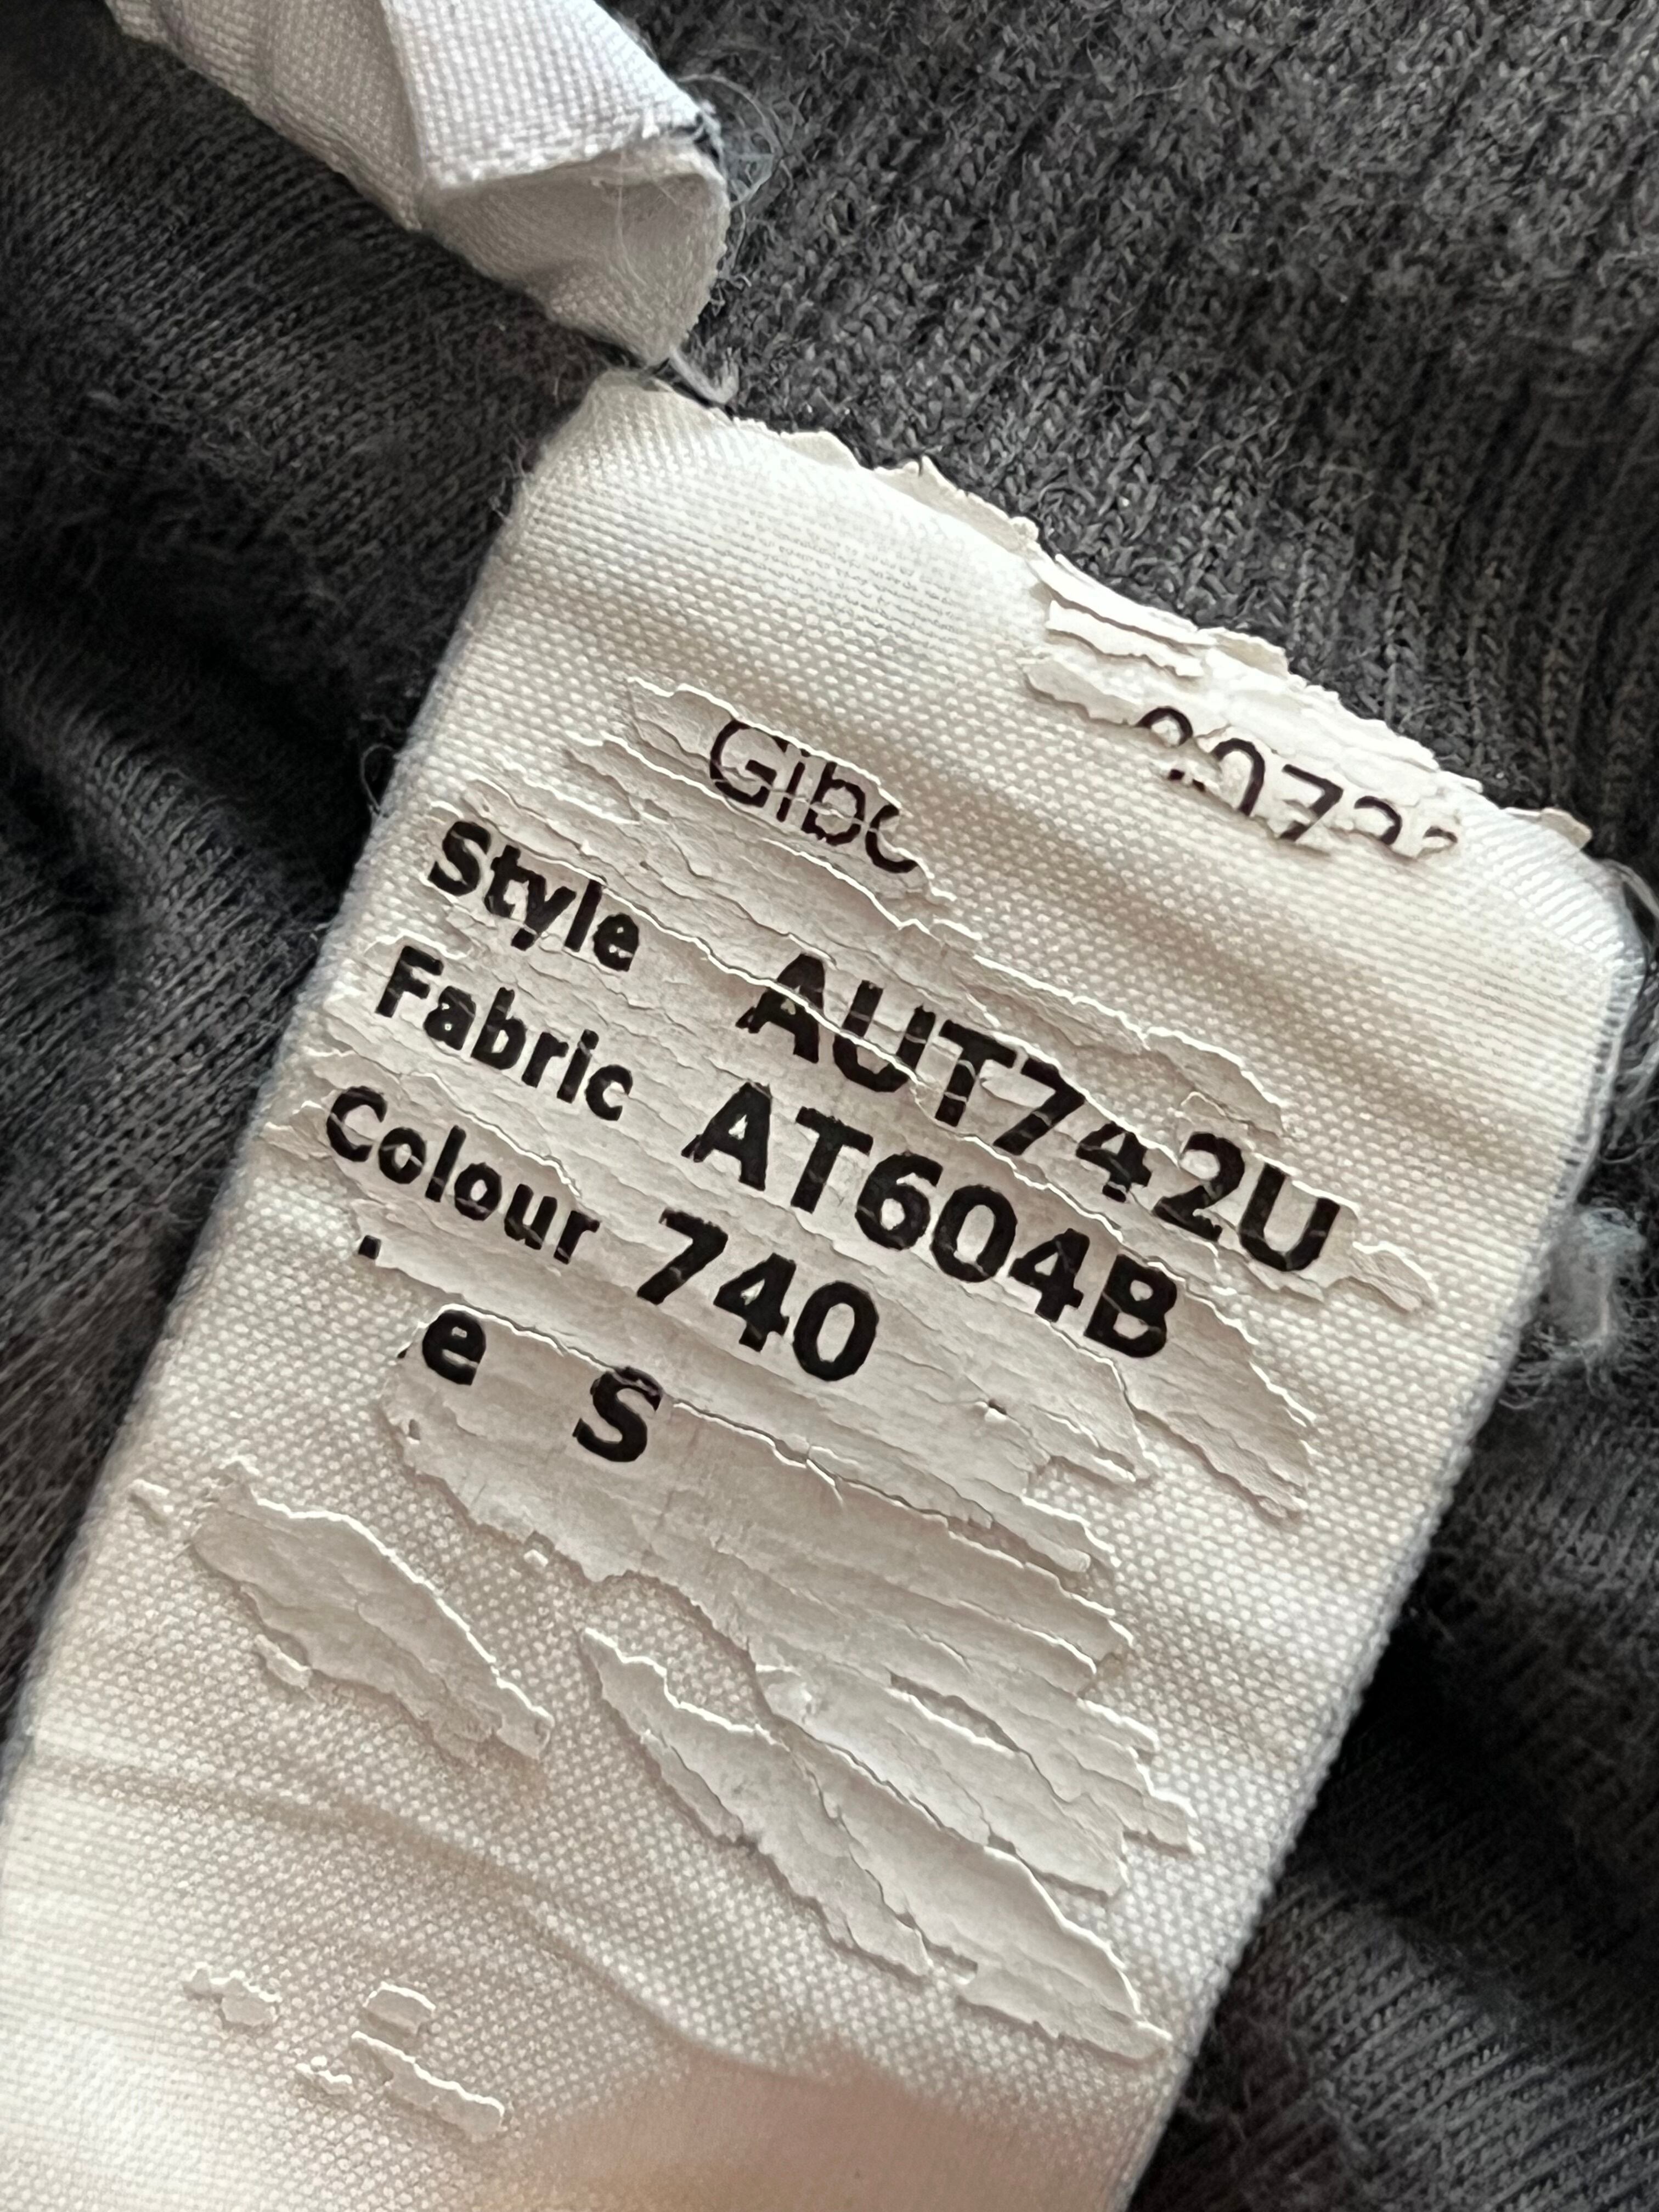 Style AUT742U
Fabric AT604B
Colour 740
e S